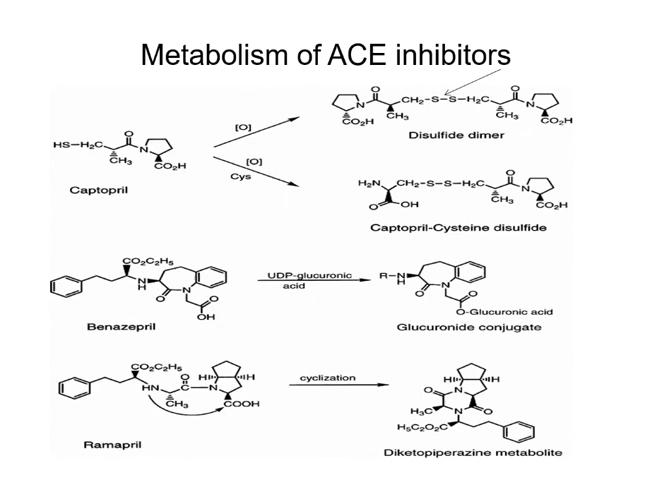 Metabolism of ACE inhibitors
HS-H₂C
CH₃
O
N
CO₂H
Captopril
[O]
[O]
Cys
N
CO₂H
O
CH₃
CH₂-S-S-H₂C
CH₃
O
N
CO₂H
Disulfide dimer
H₂N
CH₂-S-S-H₂C
O
OH
CH₃
O
N
CO₂H
Captopril-Cysteine disulfide
CO₂C₂H₅
N
H
O
N
O
OH
Benazepril
UDP-glucuronic
acid
R-N
H
O
N
O
O-Glucuronic acid
Glucuronide conjugate
CO₂C₂H₅
HN
CH₃
O
C
N
H
H
COOH
Ramapril
cyclization
H
H
O
N
H₃C
N
O
H₅C₂O₂C
Diketopiperazine metabolite